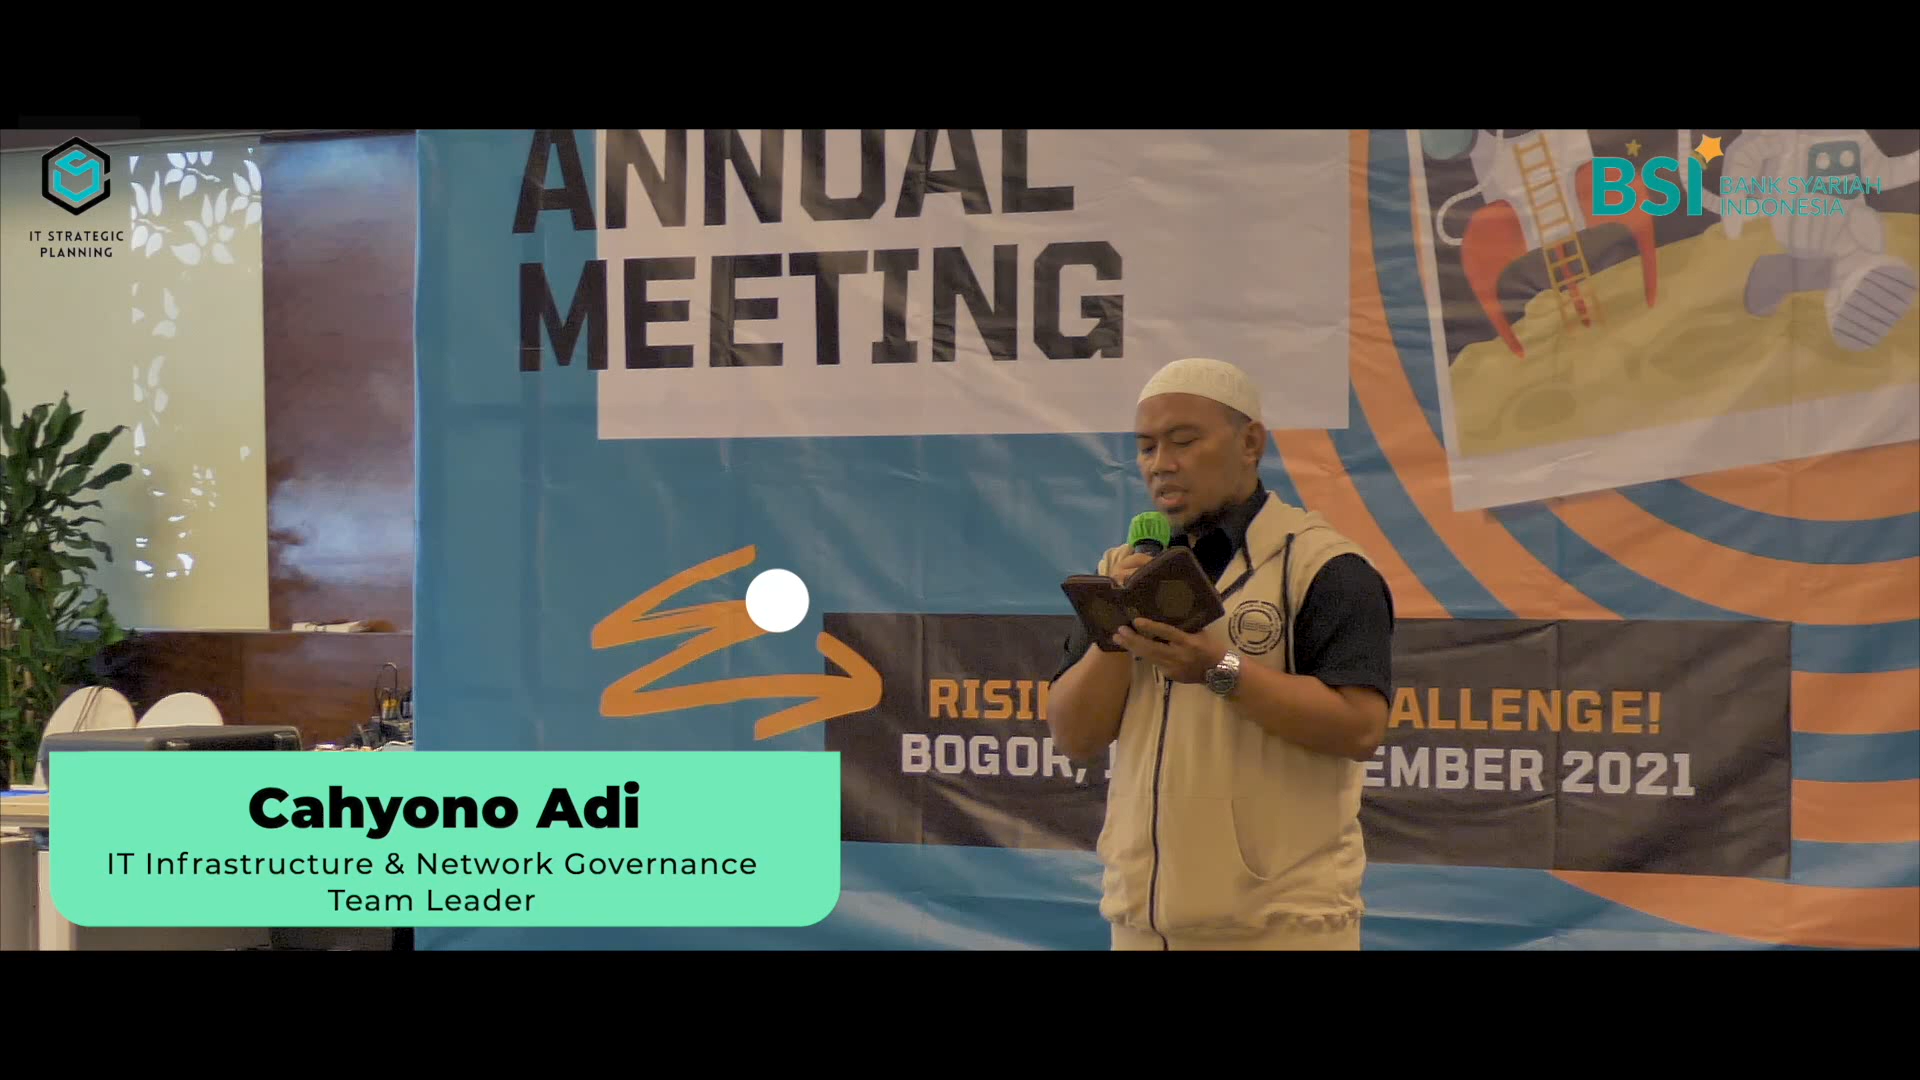 IT STRATEGIC
PLANNING
ANNUAL
MEETING
BSI
BANK SYARIAH
INDONESIA
ALLENGE!
BOGOR,
EMBER 2021
Cahyono Adi
IT Infrastructure & Network Governance
Team Leader